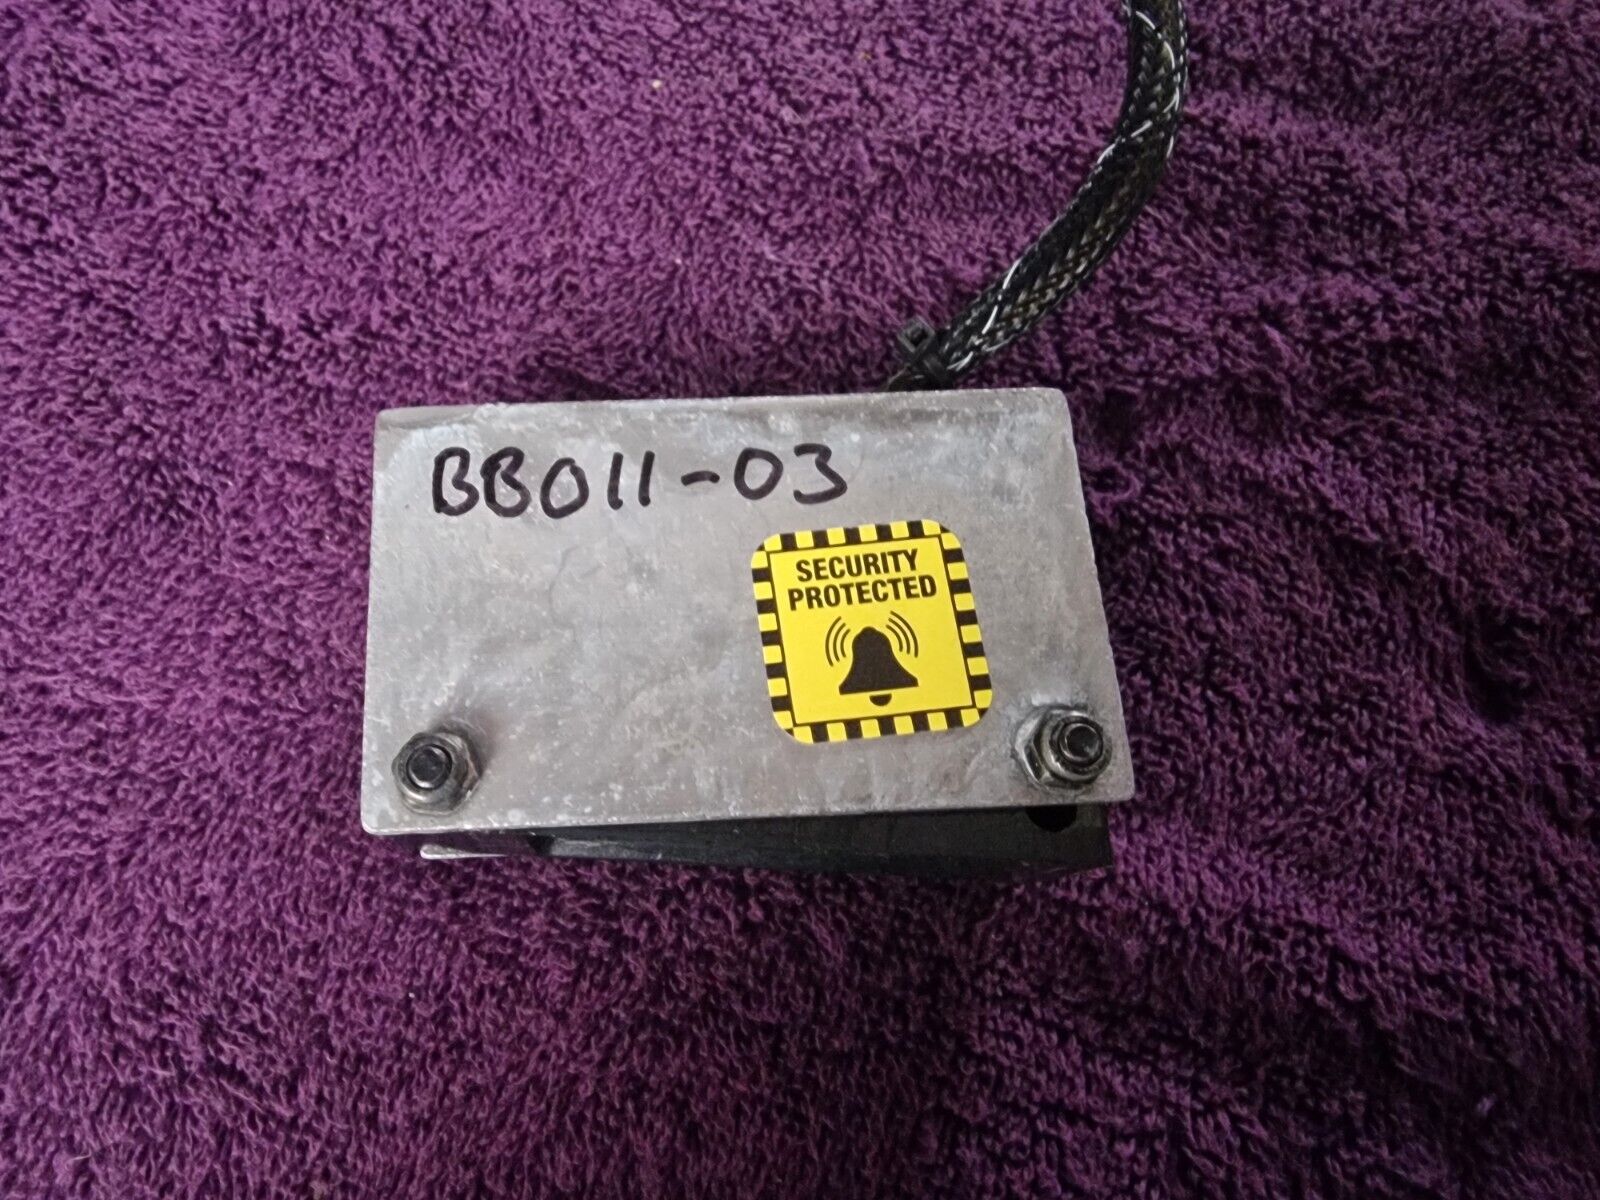 BB011-03
SECURITY
PROTECTED